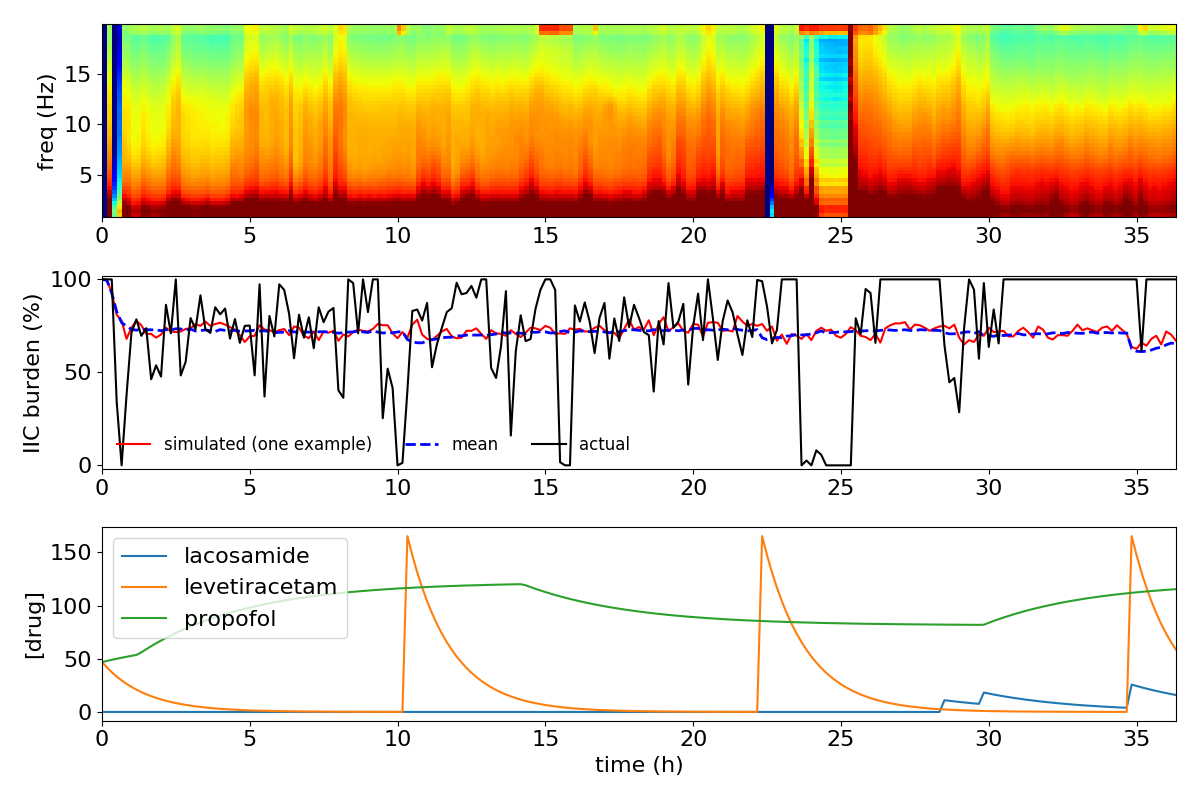 freq (Hz)
15
10
5
0 5 10 15 20 25 30 35
IIC burden (%)
100
50
0
simulated (one example) mean actual
0 5 10 15 20 25 30 35
[drug]
150
100
50
0
lacosamide
levetiracetam
propofol
0 5 10 15 20 25 30 35
time (h)